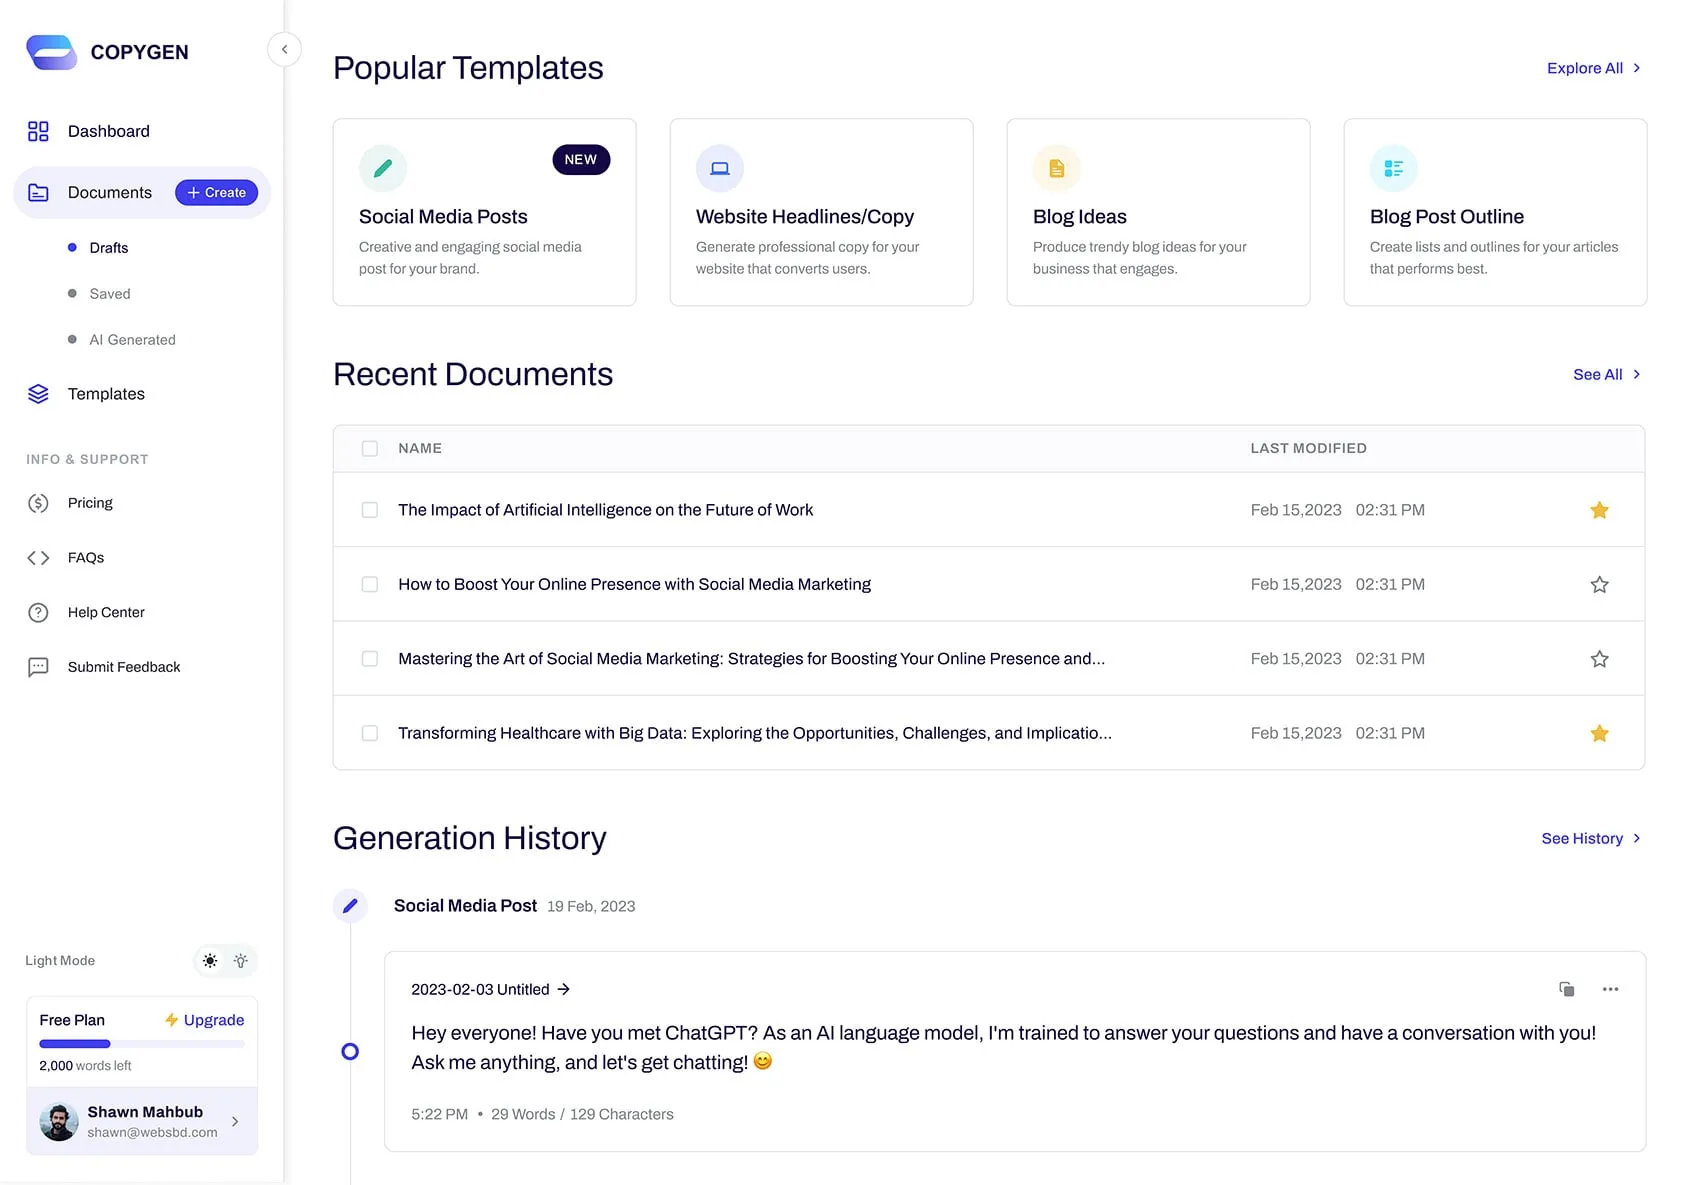 COPYGEN
Dashboard
Documents
+ Create
Drafts
Saved
AI Generated
Templates
INFO & SUPPORT
Pricing
FAQs
Help Center
Submit Feedback
Light Mode
Free Plan
Upgrade
2,000 words left
Shawn Mahbub
shawn@websbd.com
Popular Templates
Explore All
NEW
Social Media Posts
Creative and engaging social media
post for your brand.
Website Headlines/Copy
Generate professional copy for your
website that converts users.
Blog Ideas
Produce trendy blog ideas for your
business that engages.
Blog Post Outline
Create lists and outlines for your articles
that performs best.
Recent Documents
See All
NAME LAST MODIFIED
The Impact of Artificial Intelligence on the Future of Work Feb 15,2023 02:31 PM
How to Boost Your Online Presence with Social Media Marketing Feb 15,2023 02:31 PM
Mastering the Art of Social Media Marketing: Strategies for Boosting Your Online Presence and... Feb 15,2023 02:31 PM
Transforming Healthcare with Big Data: Exploring the Opportunities, Challenges, and Implicatio... Feb 15,2023 02:31 PM
Generation History
See History
Social Media Post 19 Feb, 2023
2023-02-03 Untitled →
Hey everyone! Have you met ChatGPT? As an AI language model, I'm trained to answer your questions and have a conversation with you!
Ask me anything, and let's get chatting! 😊
5:22 PM • 29 Words / 129 Characters